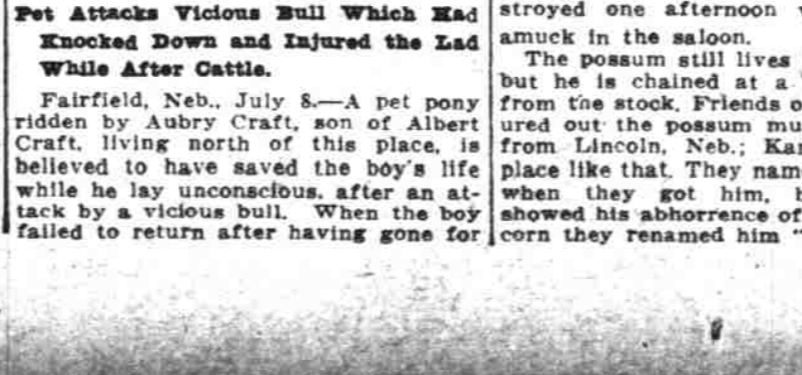 Pet Attacks Vicious Bull Which Had
Knocked Down and Injured the Lad
While After Cattle.
Fairfield, Neb., July 8.—A pet pony
ridden by Aubry Craft, son of Albert
Craft, living north of this place, is
believed to have saved the boy's life
while he lay unconscious, after an at-
tack by a vicious bull. When the boy
failed to return after having gone for
stroyed one afternoon
amuck in the saloon.
The possum still lives
but he is chained at a
from the stock. Friends o
ured out the possum mu
from Lincoln, Neb.; Kan
place like that. They nam
when they got him,
showed his abhorrence of
corn they renamed him "